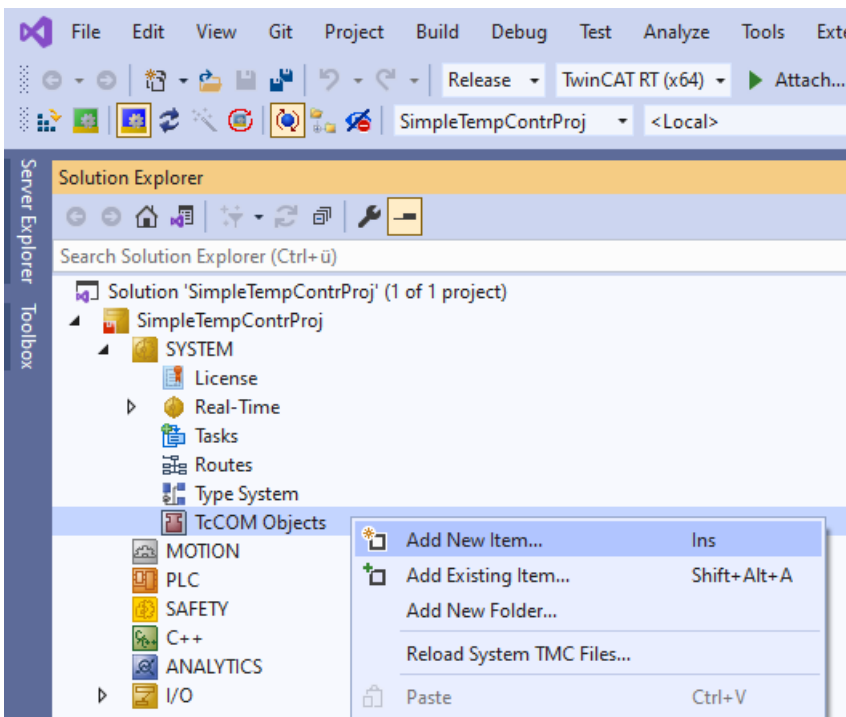 File Edit View Git Project Build Debug Test Analyze Tools Exte
Release TwinCAT RT (x64) Attach...
SimpleTempContrProj <Local>
Server Explorer
Toolbox
Solution Explorer
Search Solution Explorer (Ctrl+ü)
Solution 'SimpleTempContrProj' (1 of 1 project)
SimpleTempContrProj
SYSTEM
License
Real-Time
Tasks
Routes
Type System
TcCOM Objects
MOTION
PLC
SAFETY
C++
ANALYTICS
I/O
Add New Item... Ins
Add Existing Item... Shift+Alt+A
Add New Folder...
Reload System TMC Files...
Paste Ctrl+V